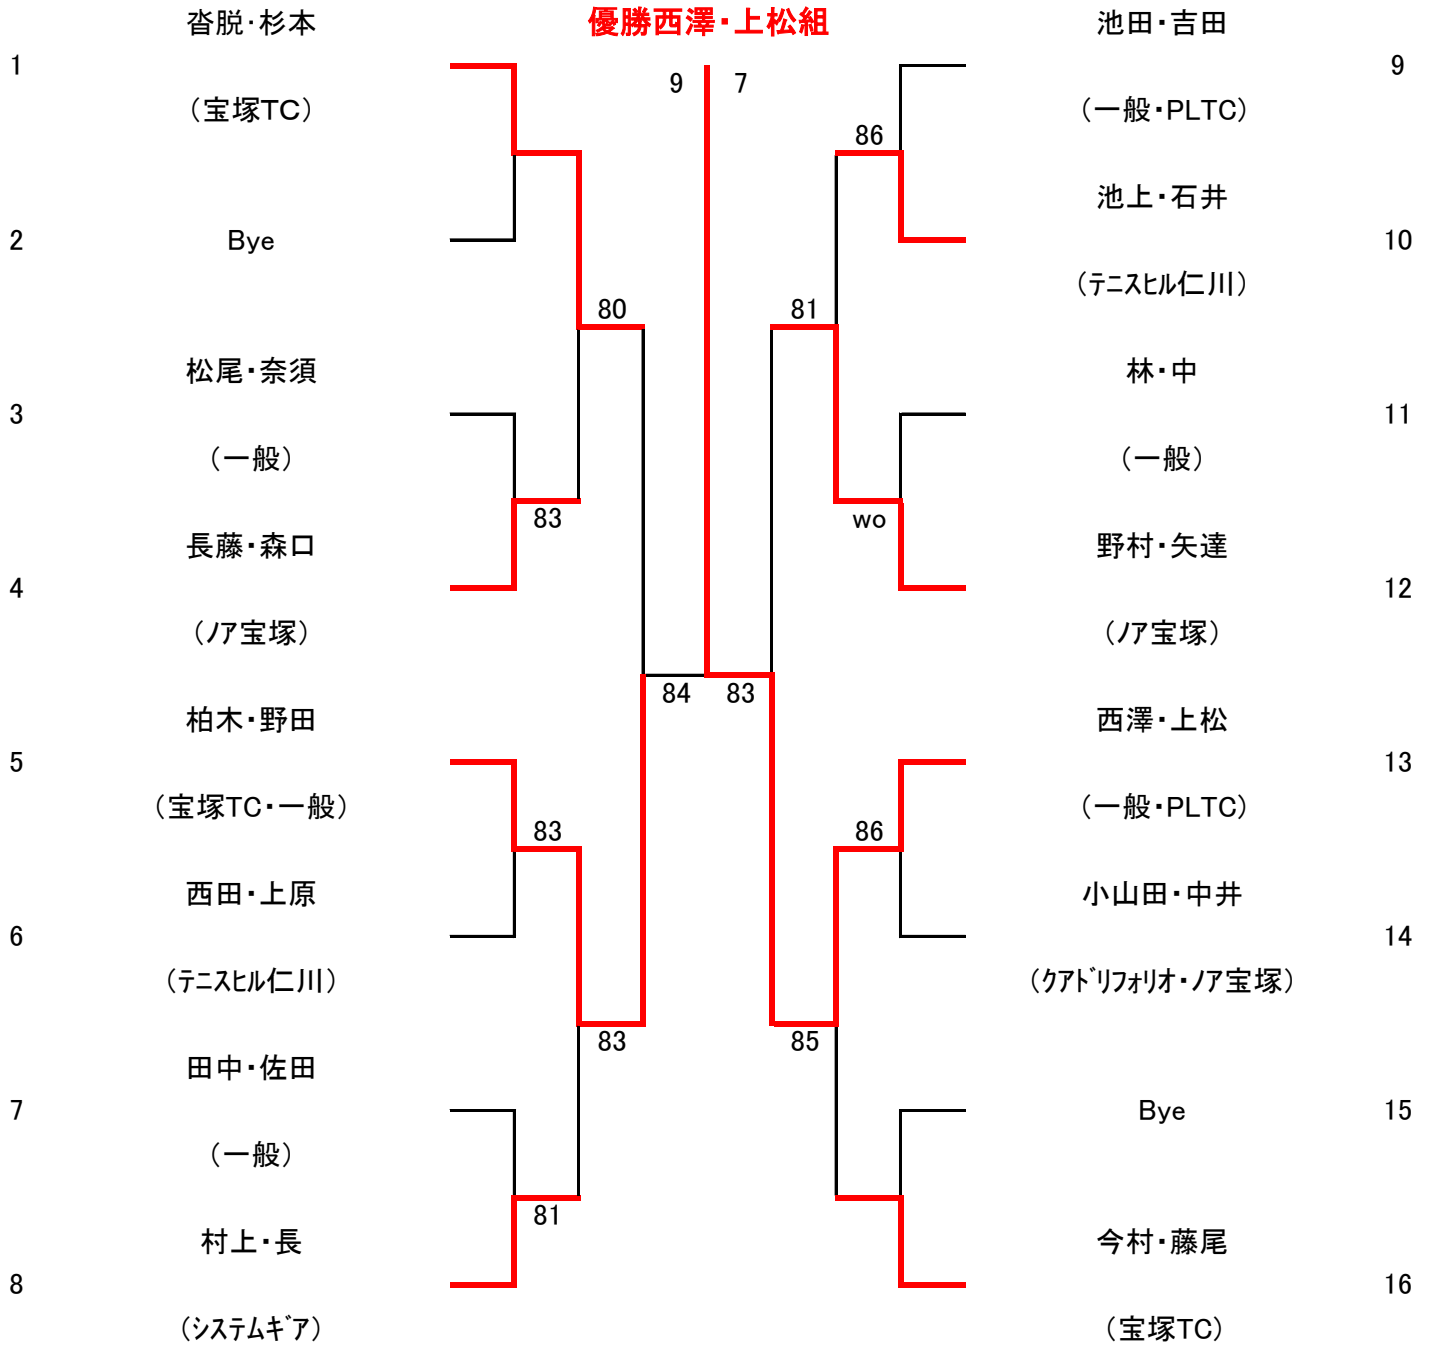 優勝西澤・上松組
9 7
沓脱・杉本
1
（宝塚TC）
2
Bye
80
松尾・奈須
3
（一般）
83
長藤・森口
4
（ﾉｱ宝塚）
84
柏木・野田
5
（宝塚TC・一般）
83
西田・上原
6
（ﾃﾆｽﾋﾙ仁川）
83
田中・佐田
7
（一般）
81
村上・長
8
（ｼｽﾃﾑｷﾞｱ）
池田・吉田
9
（一般・PLTC）
86
池上・石井
10
（ﾃﾆｽﾋﾙ仁川）
81
林・中
11
（一般）
wo
野村・矢達
12
（ﾉｱ宝塚）
83
西澤・上松
13
（一般・PLTC）
86
小山田・中井
14
（ｸｱﾄﾞﾘﾌｫﾘｵ・ﾉｱ宝塚）
85
Bye
15
今村・藤尾
16
（宝塚TC）